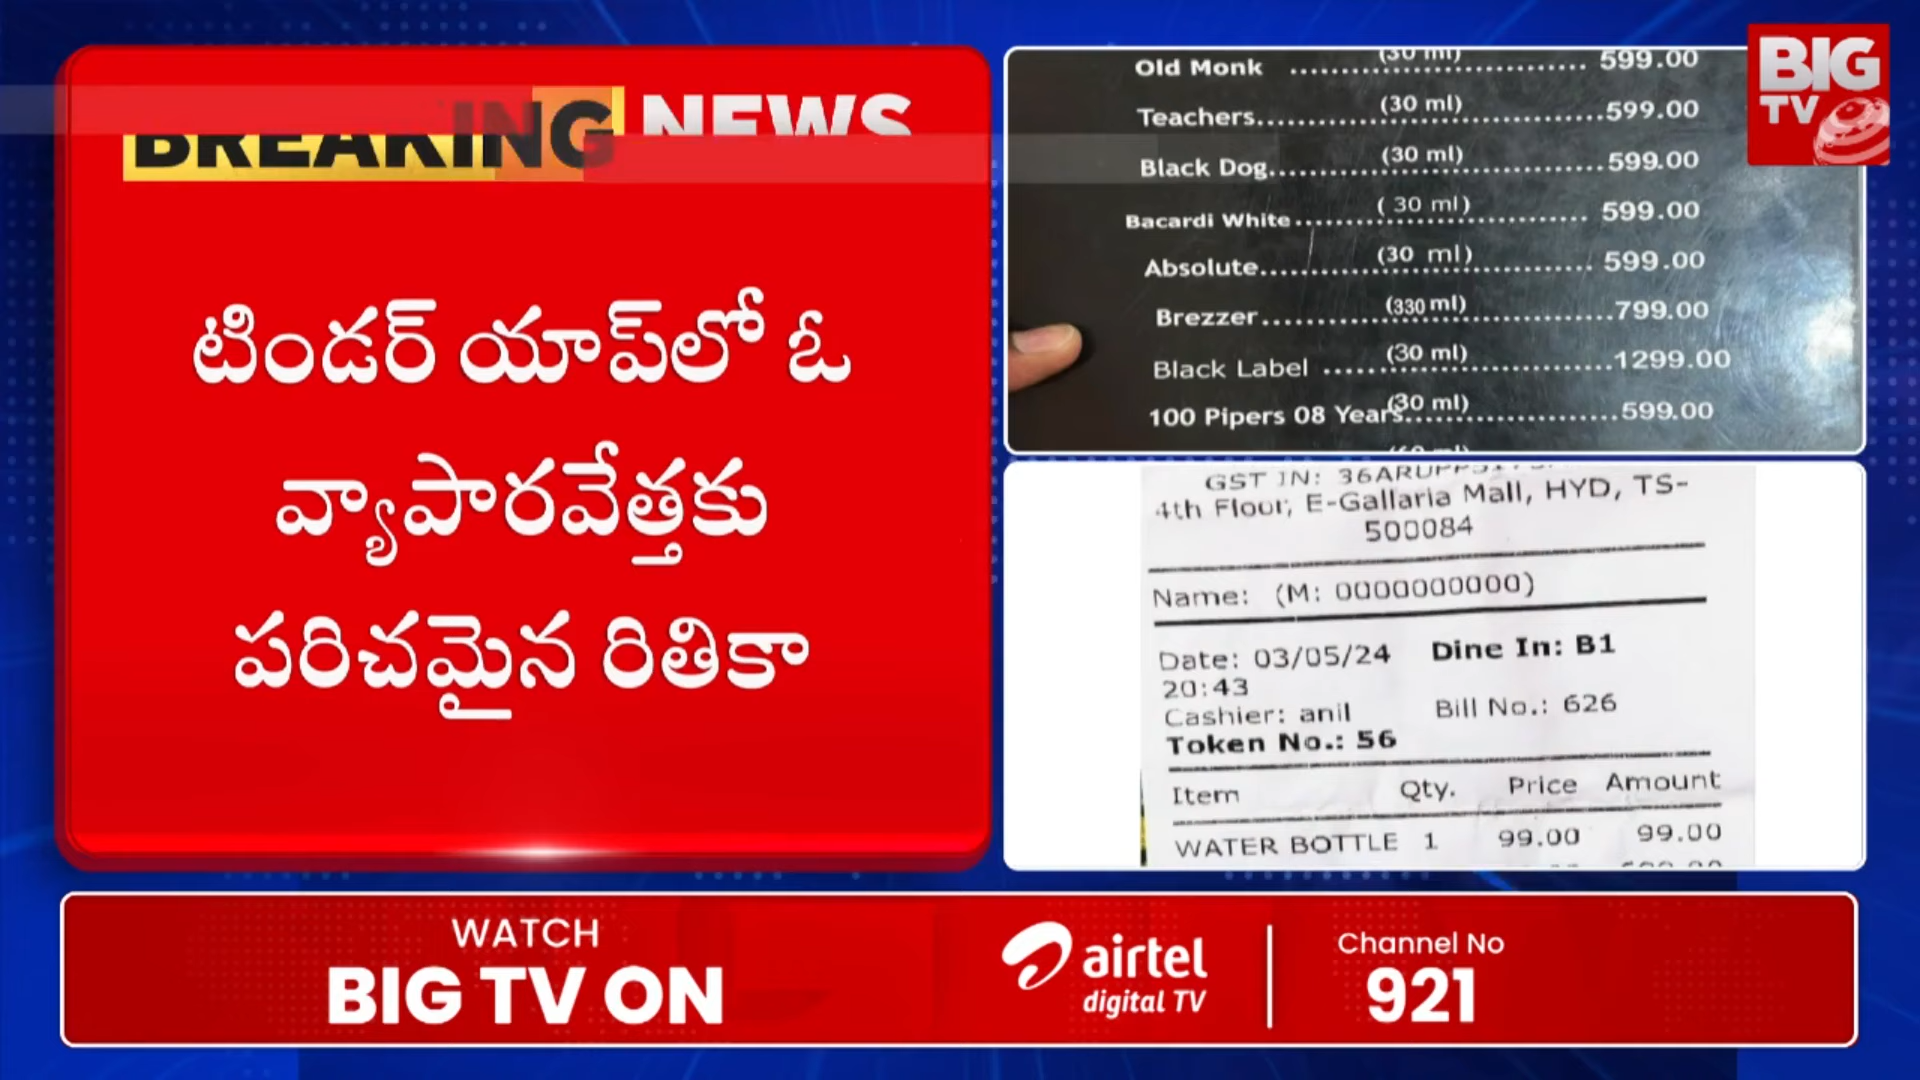 BREAKING NEWS
టిండర్ యాప్‌లో ఓ
వ్యాపారవేత్తకు
పరిచమైన రితికా
Old Monk (30 ml) 599.00
Teachers (30 ml) 599.00
Black Dog (30 ml) 599.00
Bacardi White (30 ml) 599.00
Absolute (30 ml) 599.00
Brezzer (330 ml) 799.00
Black Label (30 ml) 1299.00
100 Pipers 08 Years (30 ml) 599.00
BIG
TV
GST IN:
4th Floor, E-Gallaria Mall, HYD, TS-
500084
Name: (M: 0000000000)
Date: 03/05/24 Dine In: B1
20:43
Cashier: anil Bill No.: 626
Token No.: 56
Item Qty. Price Amount
WATER BOTTLE 1 99.00 99.00
WATCH
BIG TV ON
airtel
digital TV
Channel No
921